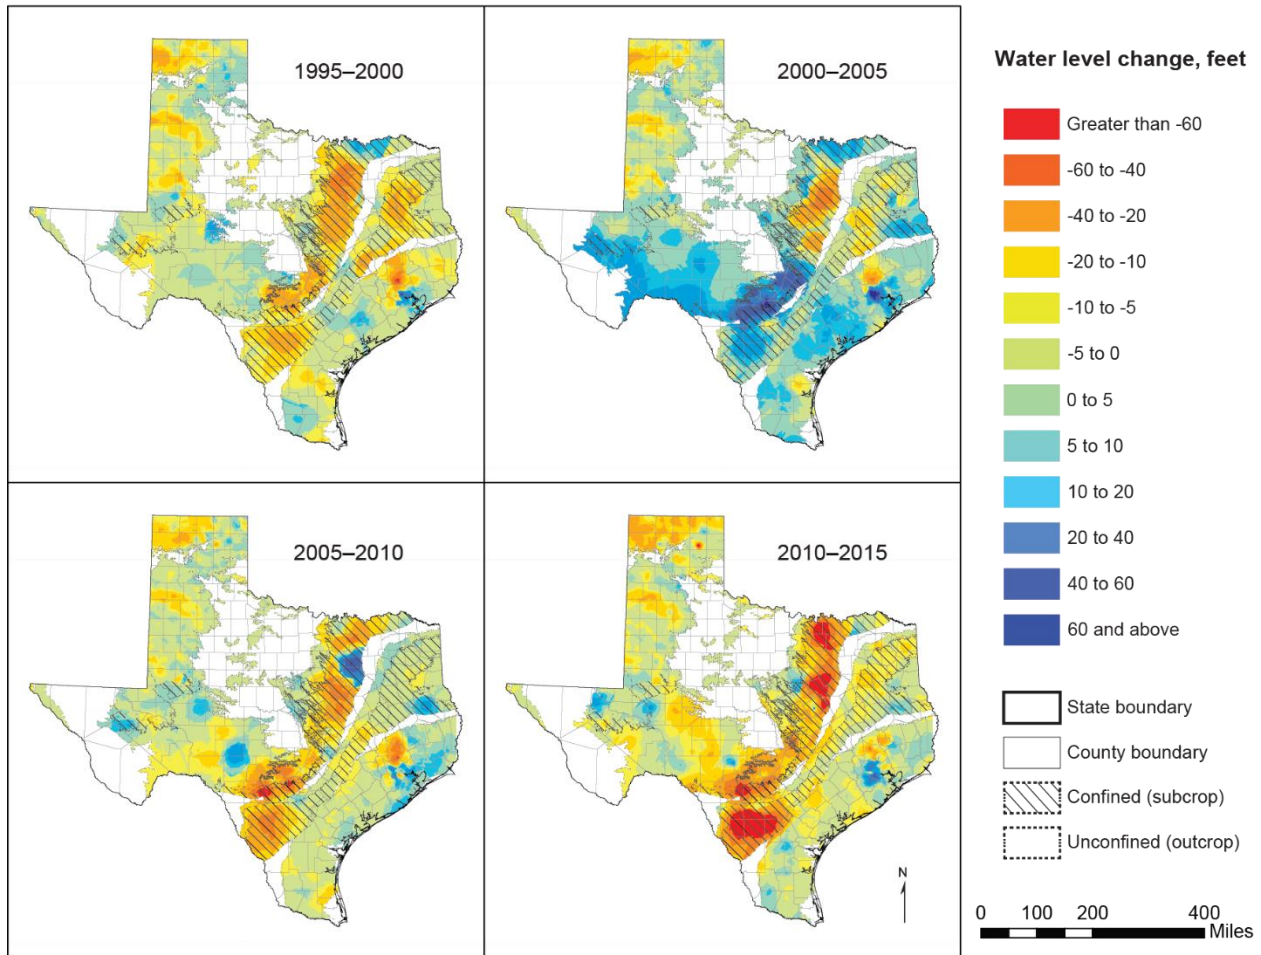 1995–2000
2000–2005
2005–2010
2010–2015
N
Water level change, feet
Greater than -60
-60 to -40
-40 to -20
-20 to -10
-10 to -5
-5 to 0
0 to 5
5 to 10
10 to 20
20 to 40
40 to 60
60 and above
State boundary
County boundary
Confined (subcrop)
Unconfined (outcrop)
0 100 200 400
Miles